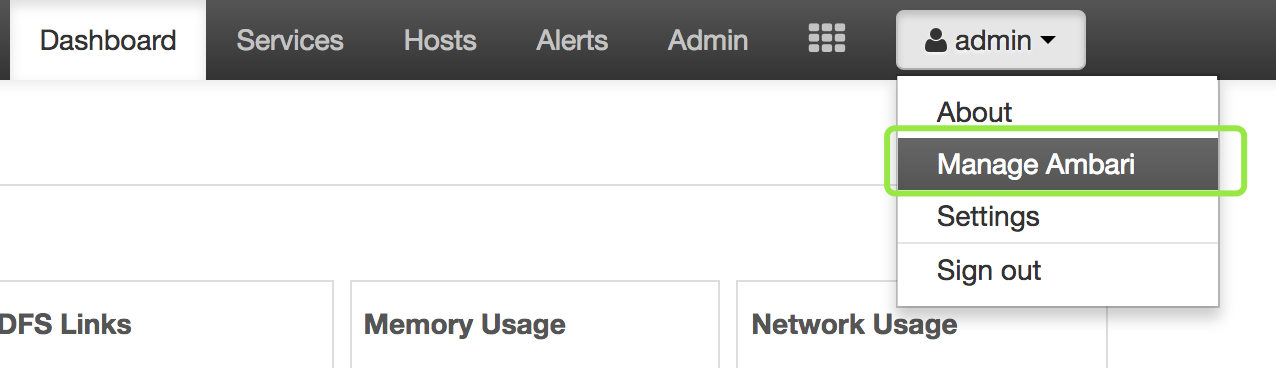 Dashboard Services Hosts Alerts Admin admin
About
Manage Ambari
Settings
Sign out
DFS Links Memory Usage Network Usage